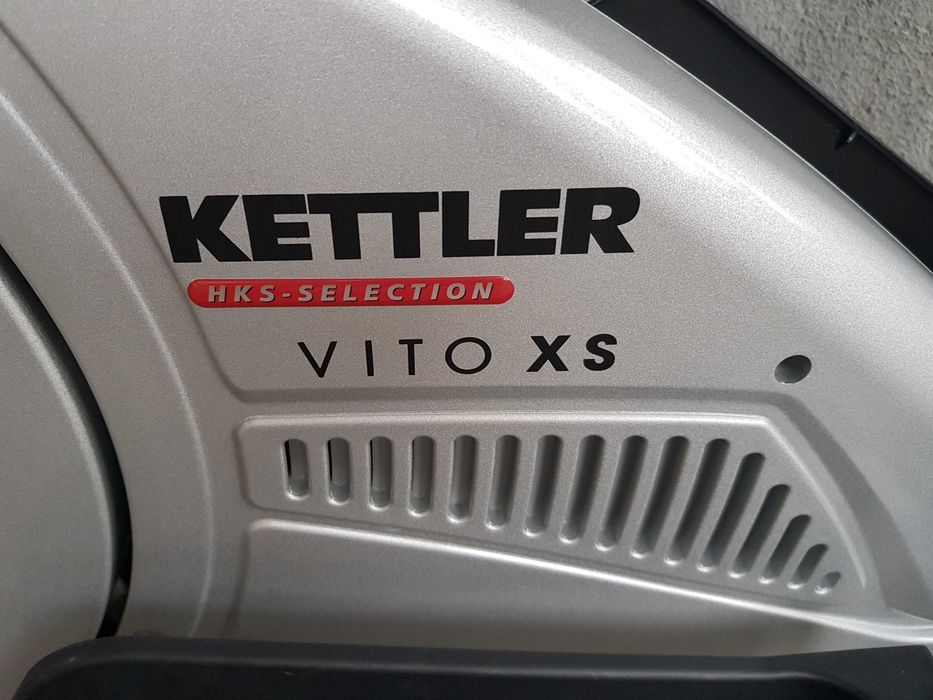 KETTLER
HKS-SELECTION
VITO XS